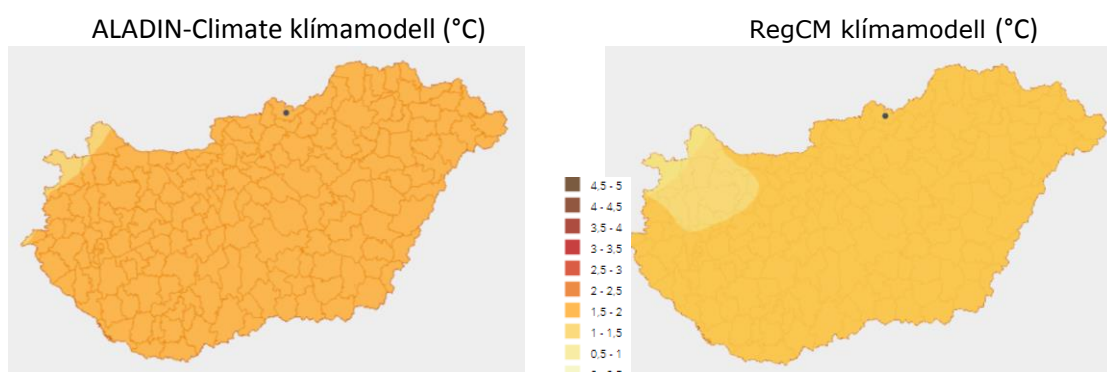 ALADIN-Climate klímamodell (°C)
RegCM klímamodell (°C)
4,5 - 5
4 - 4,5
3,5 - 4
3 - 3,5
2,5 - 3
2 - 2,5
1,5 - 2
1 - 1,5
0,5 - 1